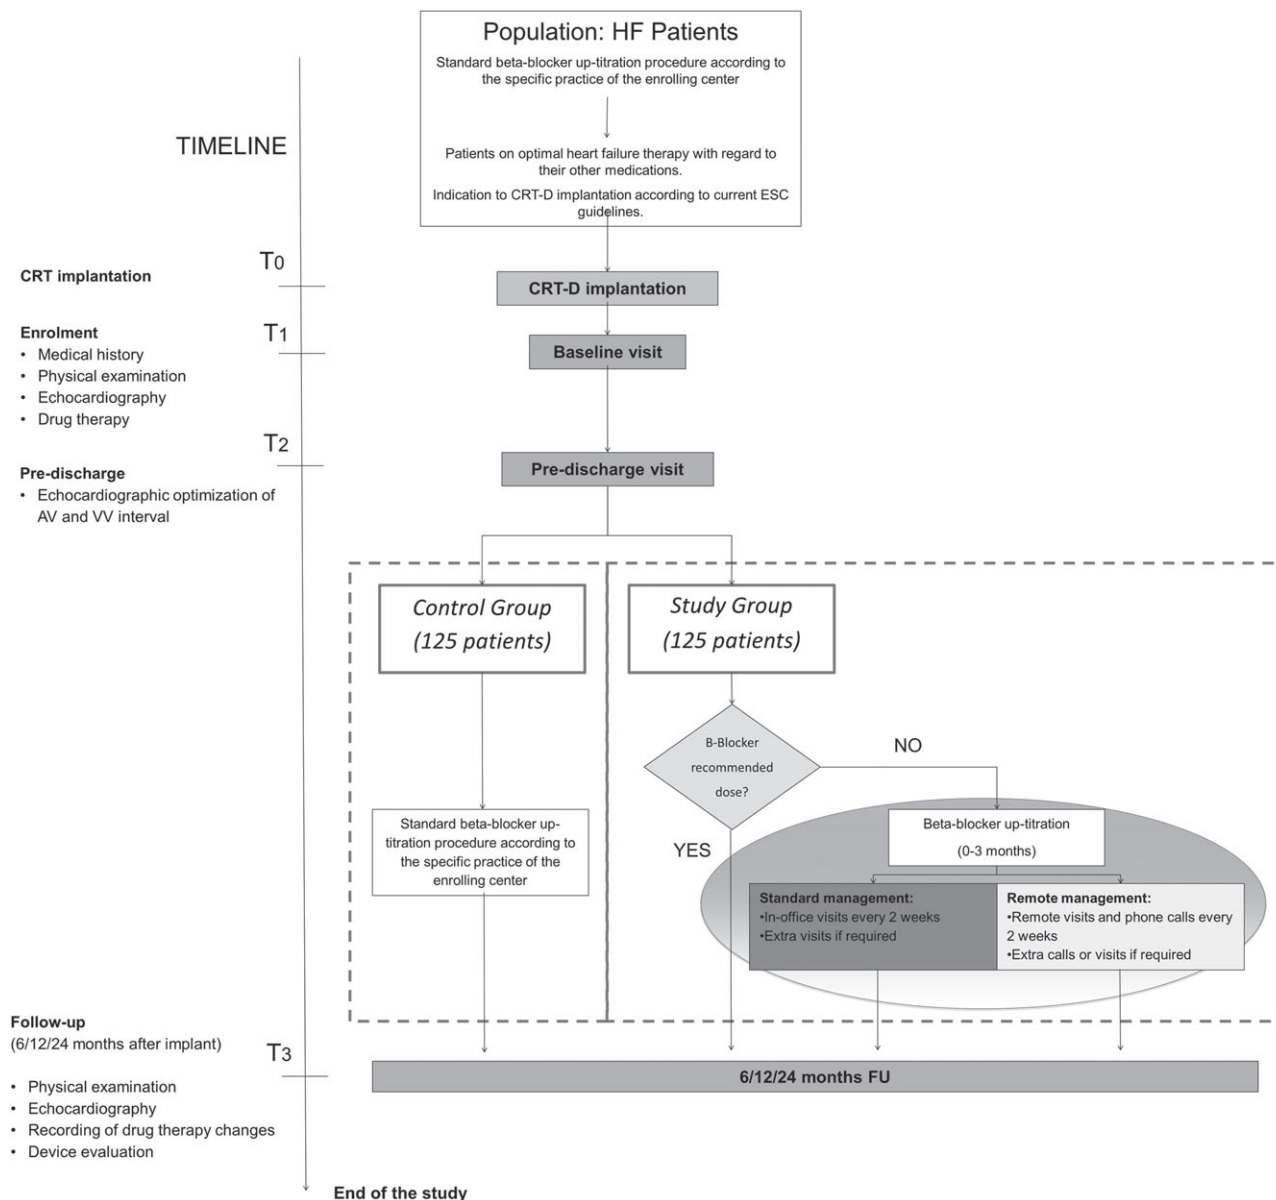 Population: HF Patients
Standard beta-blocker up-titration procedure according to
the specific practice of the enrolling center
Patients on optimal heart failure therapy with regard to
their other medications.
Indication to CRT-D implantation according to current ESC
guidelines.
TIMELINE
T0
CRT implantation
CRT-D implantation
T1
Enrolment
• Medical history
• Physical examination
• Echocardiography
• Drug therapy
Baseline visit
T2
Pre-discharge
• Echocardiographic optimization of
AV and VV interval
Pre-discharge visit
Control Group
(125 patients)
Study Group
(125 patients)
B-Blocker
recommended
dose?
NO
YES
Standard beta-blocker up-
titration procedure according to
the specific practice of the
enrolling center
Beta-blocker up-titration
(0-3 months)
Standard management:
•In-office visits every 2 weeks
•Extra visits if required
Remote management:
•Remote visits and phone calls every
2 weeks
•Extra calls or visits if required
Follow-up
(6/12/24 months after implant)
T3
• Physical examination
• Echocardiography
• Recording of drug therapy changes
• Device evaluation
6/12/24 months FU
End of the study